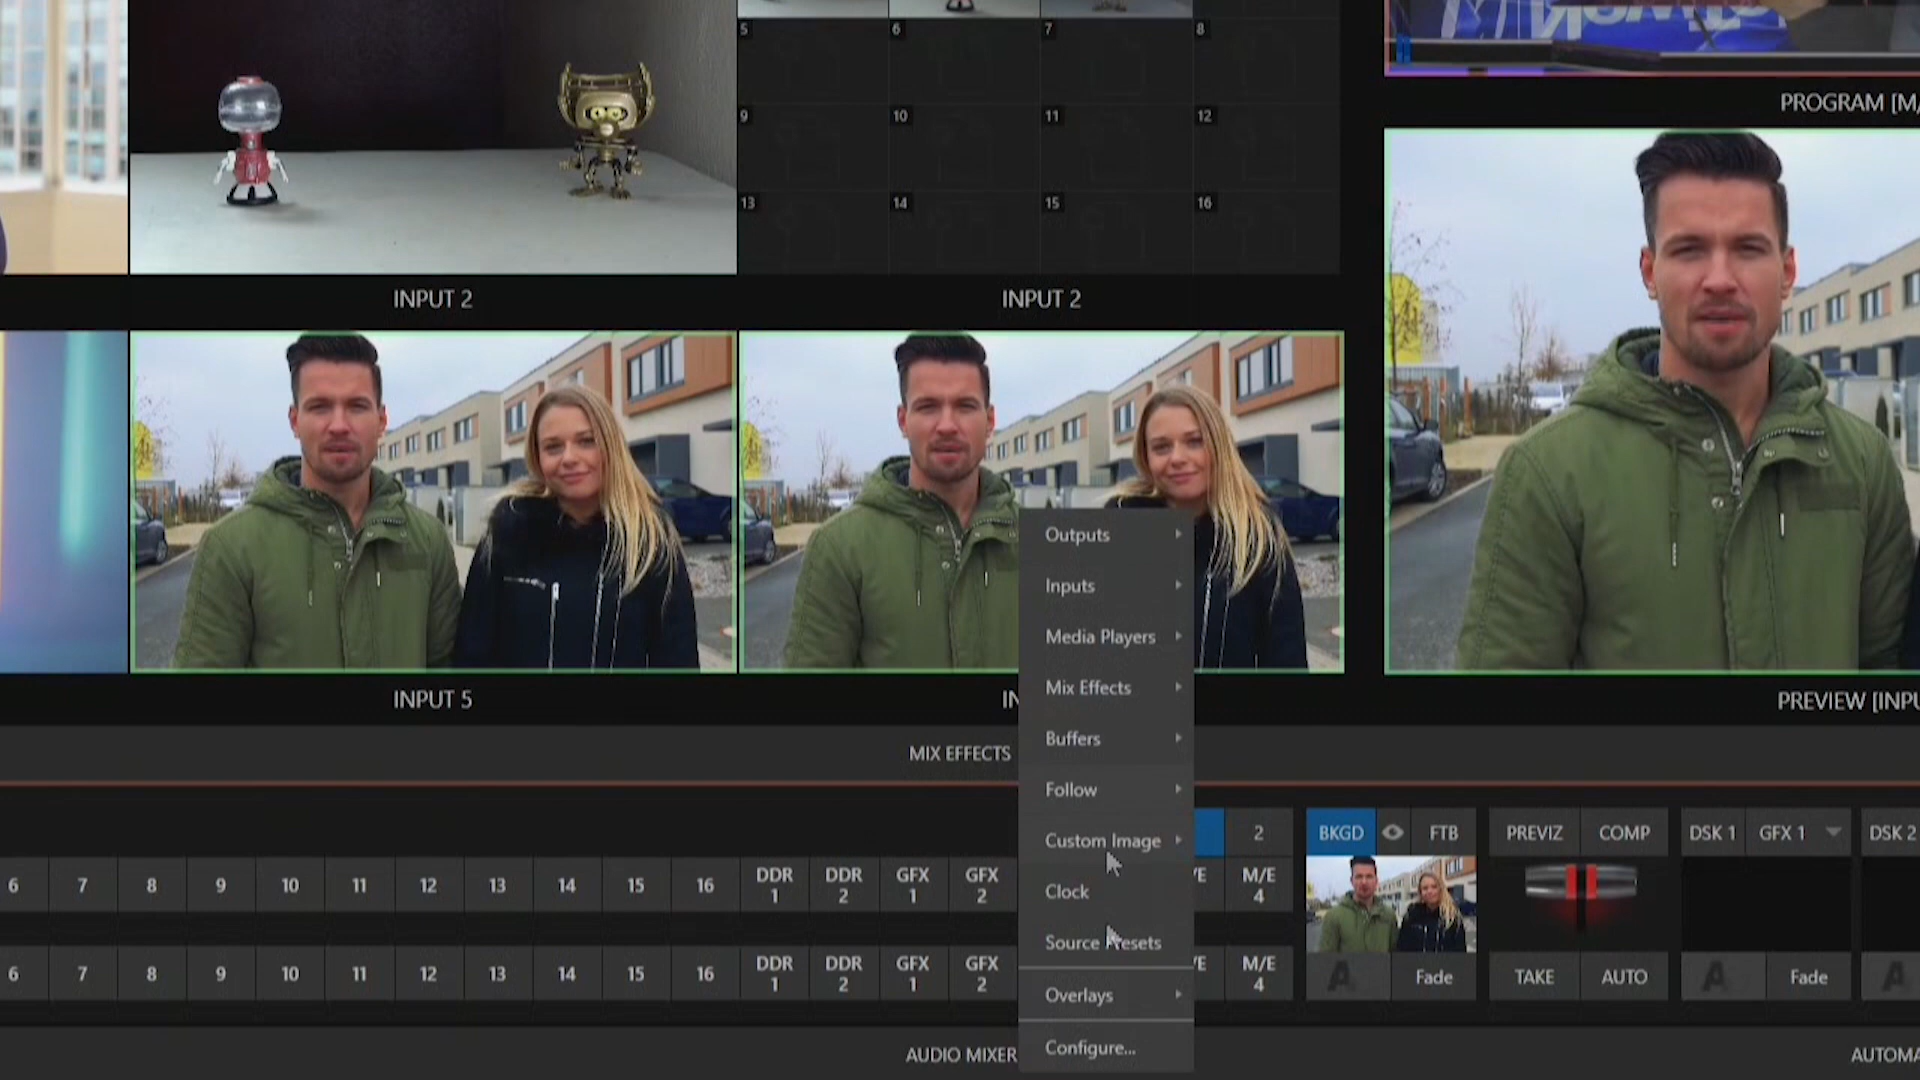 5 6 7 8
9 10 11 12
13 14 15 16
PROGRAM [M/
INPUT 2
INPUT 2
INPUT 5
IN
PREVIEW [INPU
Outputs
Inputs
Media Players
Mix Effects
Buffers
Follow
Custom Image
Clock
Source Presets
Overlays
Configure...
MIX EFFECTS
2
BKGD
FTB
PREVIZ
COMP
DSK 1
GFX 1
DSK 2
6 7 8 9 10 11 12 13 14 15 16 DDR 1 DDR 2 GFX 1 GFX 2 /E M/E 4
6 7 8 9 10 11 12 13 14 15 16 DDR 1 DDR 2 GFX 1 GFX 2 /E M/E 4
A
Fade
TAKE
AUTO
A
Fade
A
AUDIO MIXER
AUTOMA